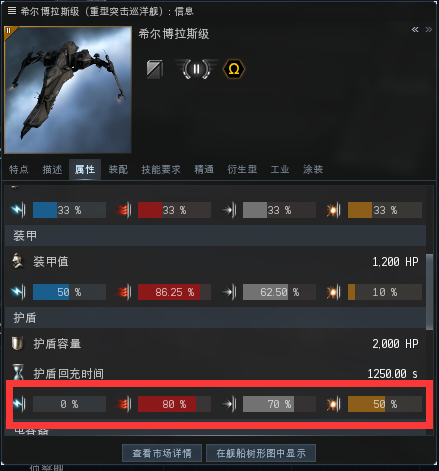 希尔博拉斯级（重型突击巡洋舰）: 信息
II
希尔博拉斯级
II
Ω
特点 描述 属性 装配 技能要求 精通 衍生型 工业 涂装
33 % 33 % 33 % 33 %
装甲
装甲值 1,200 HP
50 % 86.25 % 62.50 % 10 %
护盾
护盾容量 2,000 HP
护盾回充时间 1250.00 s
0 % 80 % 70 % 50 %
电容器
查看市场详情 在舰船树形图中显示